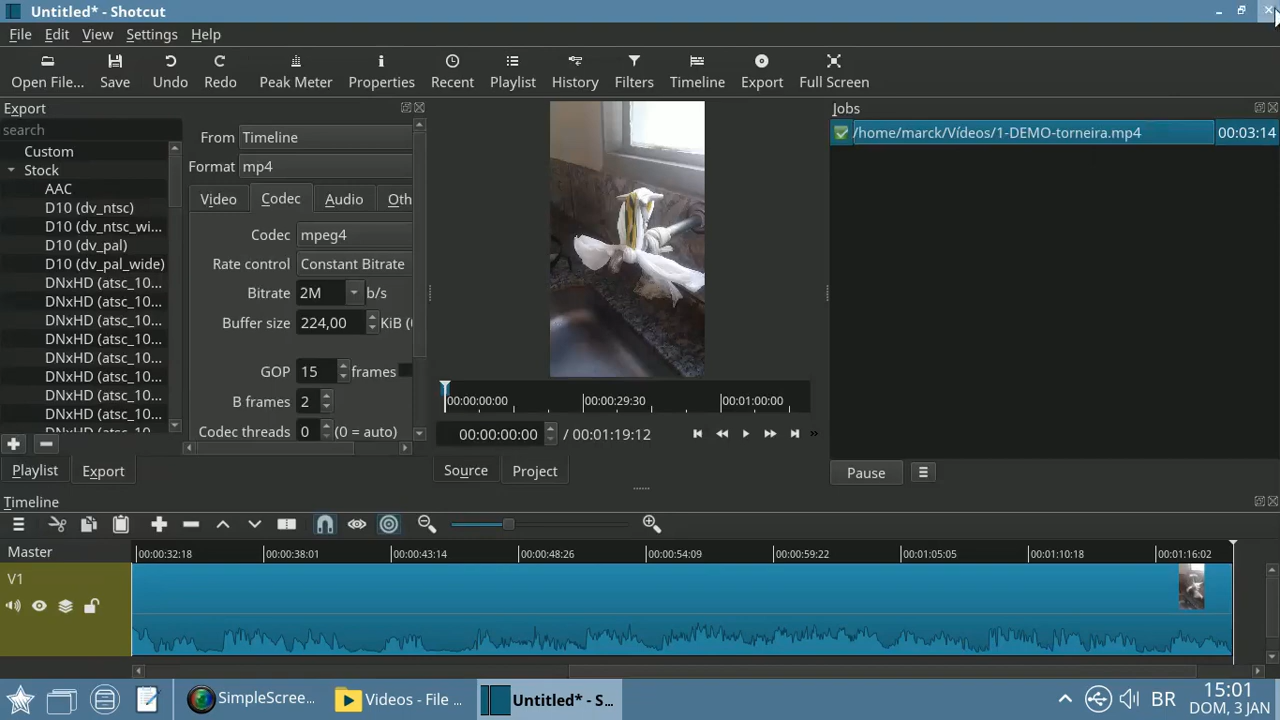 Untitled* - Shotcut
File Edit View Settings Help
Open File... Save Undo Redo Peak Meter Properties Recent Playlist History Filters Timeline Export Full Screen
Export
search
Custom
Stock
AAC
D10 (dv_ntsc)
D10 (dv_ntsc_wi...
D10 (dv_pal)
D10 (dv_pal_wide)
DNxHD (atsc_10...
DNxHD (atsc_10...
DNxHD (atsc_10...
DNxHD (atsc_10...
DNxHD (atsc_10...
DNxHD (atsc_10...
DNxHD (atsc_10...
DNxHD (atsc_10...
From Timeline
Format mp4
Video Codec Audio Oth
Codec mpeg4
Rate control Constant Bitrate
Bitrate 2M b/s
Buffer size 224,00 KiB (
GOP 15 frames
B frames 2
Codec threads 0 (0 = auto)
Playlist Export
00:00:00:00 00:00:29:30 00:01:00:00
00:00:00:00 / 00:01:19:12
Source Project
Jobs
/home/marck/Vídeos/1-DEMO-torneira.mp4 00:03:14
Pause
Timeline
Master
00:00:32:18 00:00:38:01 00:00:43:14 00:00:48:26 00:00:54:09 00:00:59:22 00:01:05:05 00:01:10:18 00:01:16:02
V1
SimpleScree... Videos - File ... Untitled* - S...
BR
15:01
DOM, 3 JAN